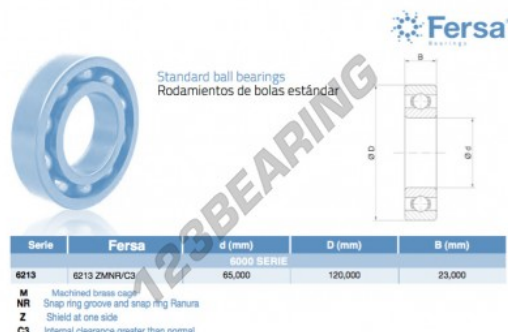 Fersa
Bearings
Standard ball bearings
Rodamientos de bolas estándar
B
Ø D
Ø d
123BEARING
Serie Fersa d (mm) D (mm) B (mm)
6000 SERIE
6213 6213 ZMNR/C3 65,000 120,000 23,000
M Machined brass cage
NR Snap ring groove and snap ring Ranura
Z Shield at one side
C3 Internal clearance greater than normal